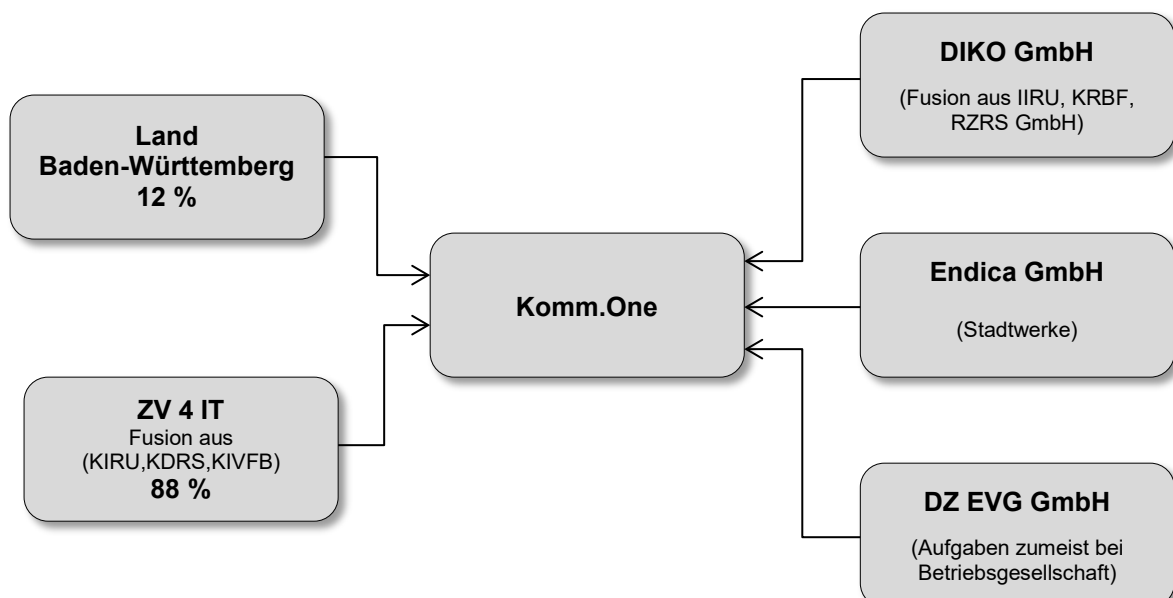 Land
Baden-Württemberg
12 %
ZV 4 IT
Fusion aus
(KIRU,KDRS,KIVFB)
88 %
Komm.One
DIKO GmbH
(Fusion aus IIRU, KRBF,
RZRS GmbH)
Endica GmbH
(Stadtwerke)
DZ EVG GmbH
(Aufgaben zumeist bei
Betriebsgesellschaft)